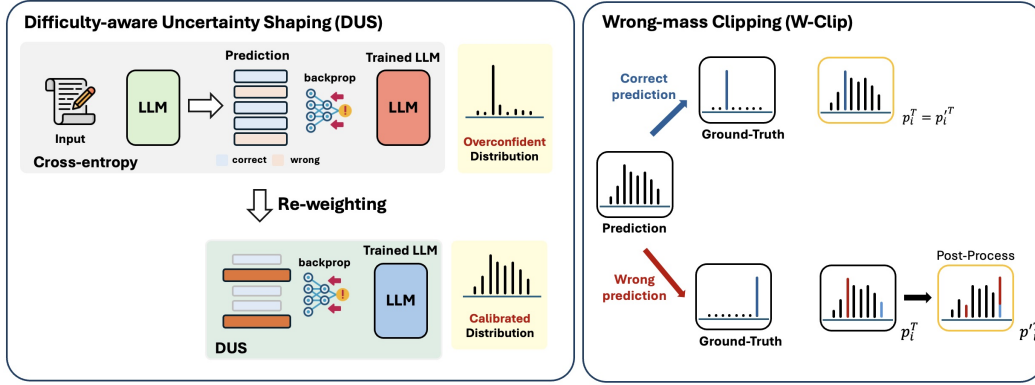 Difficulty-aware Uncertainty Shaping (DUS)
Prediction
Trained LLM
backprop
LLM
LLM
Input
Cross-entropy
correct
wrong
Overconfident
Distribution
Re-weighting
Trained LLM
backprop
LLM
DUS
Calibrated
Distribution
Wrong-mass Clipping (W-Clip)
Correct
prediction
Ground-Truth
p_i^T = p'_i^T
Prediction
Wrong
prediction
Ground-Truth
Post-Process
p_i^T